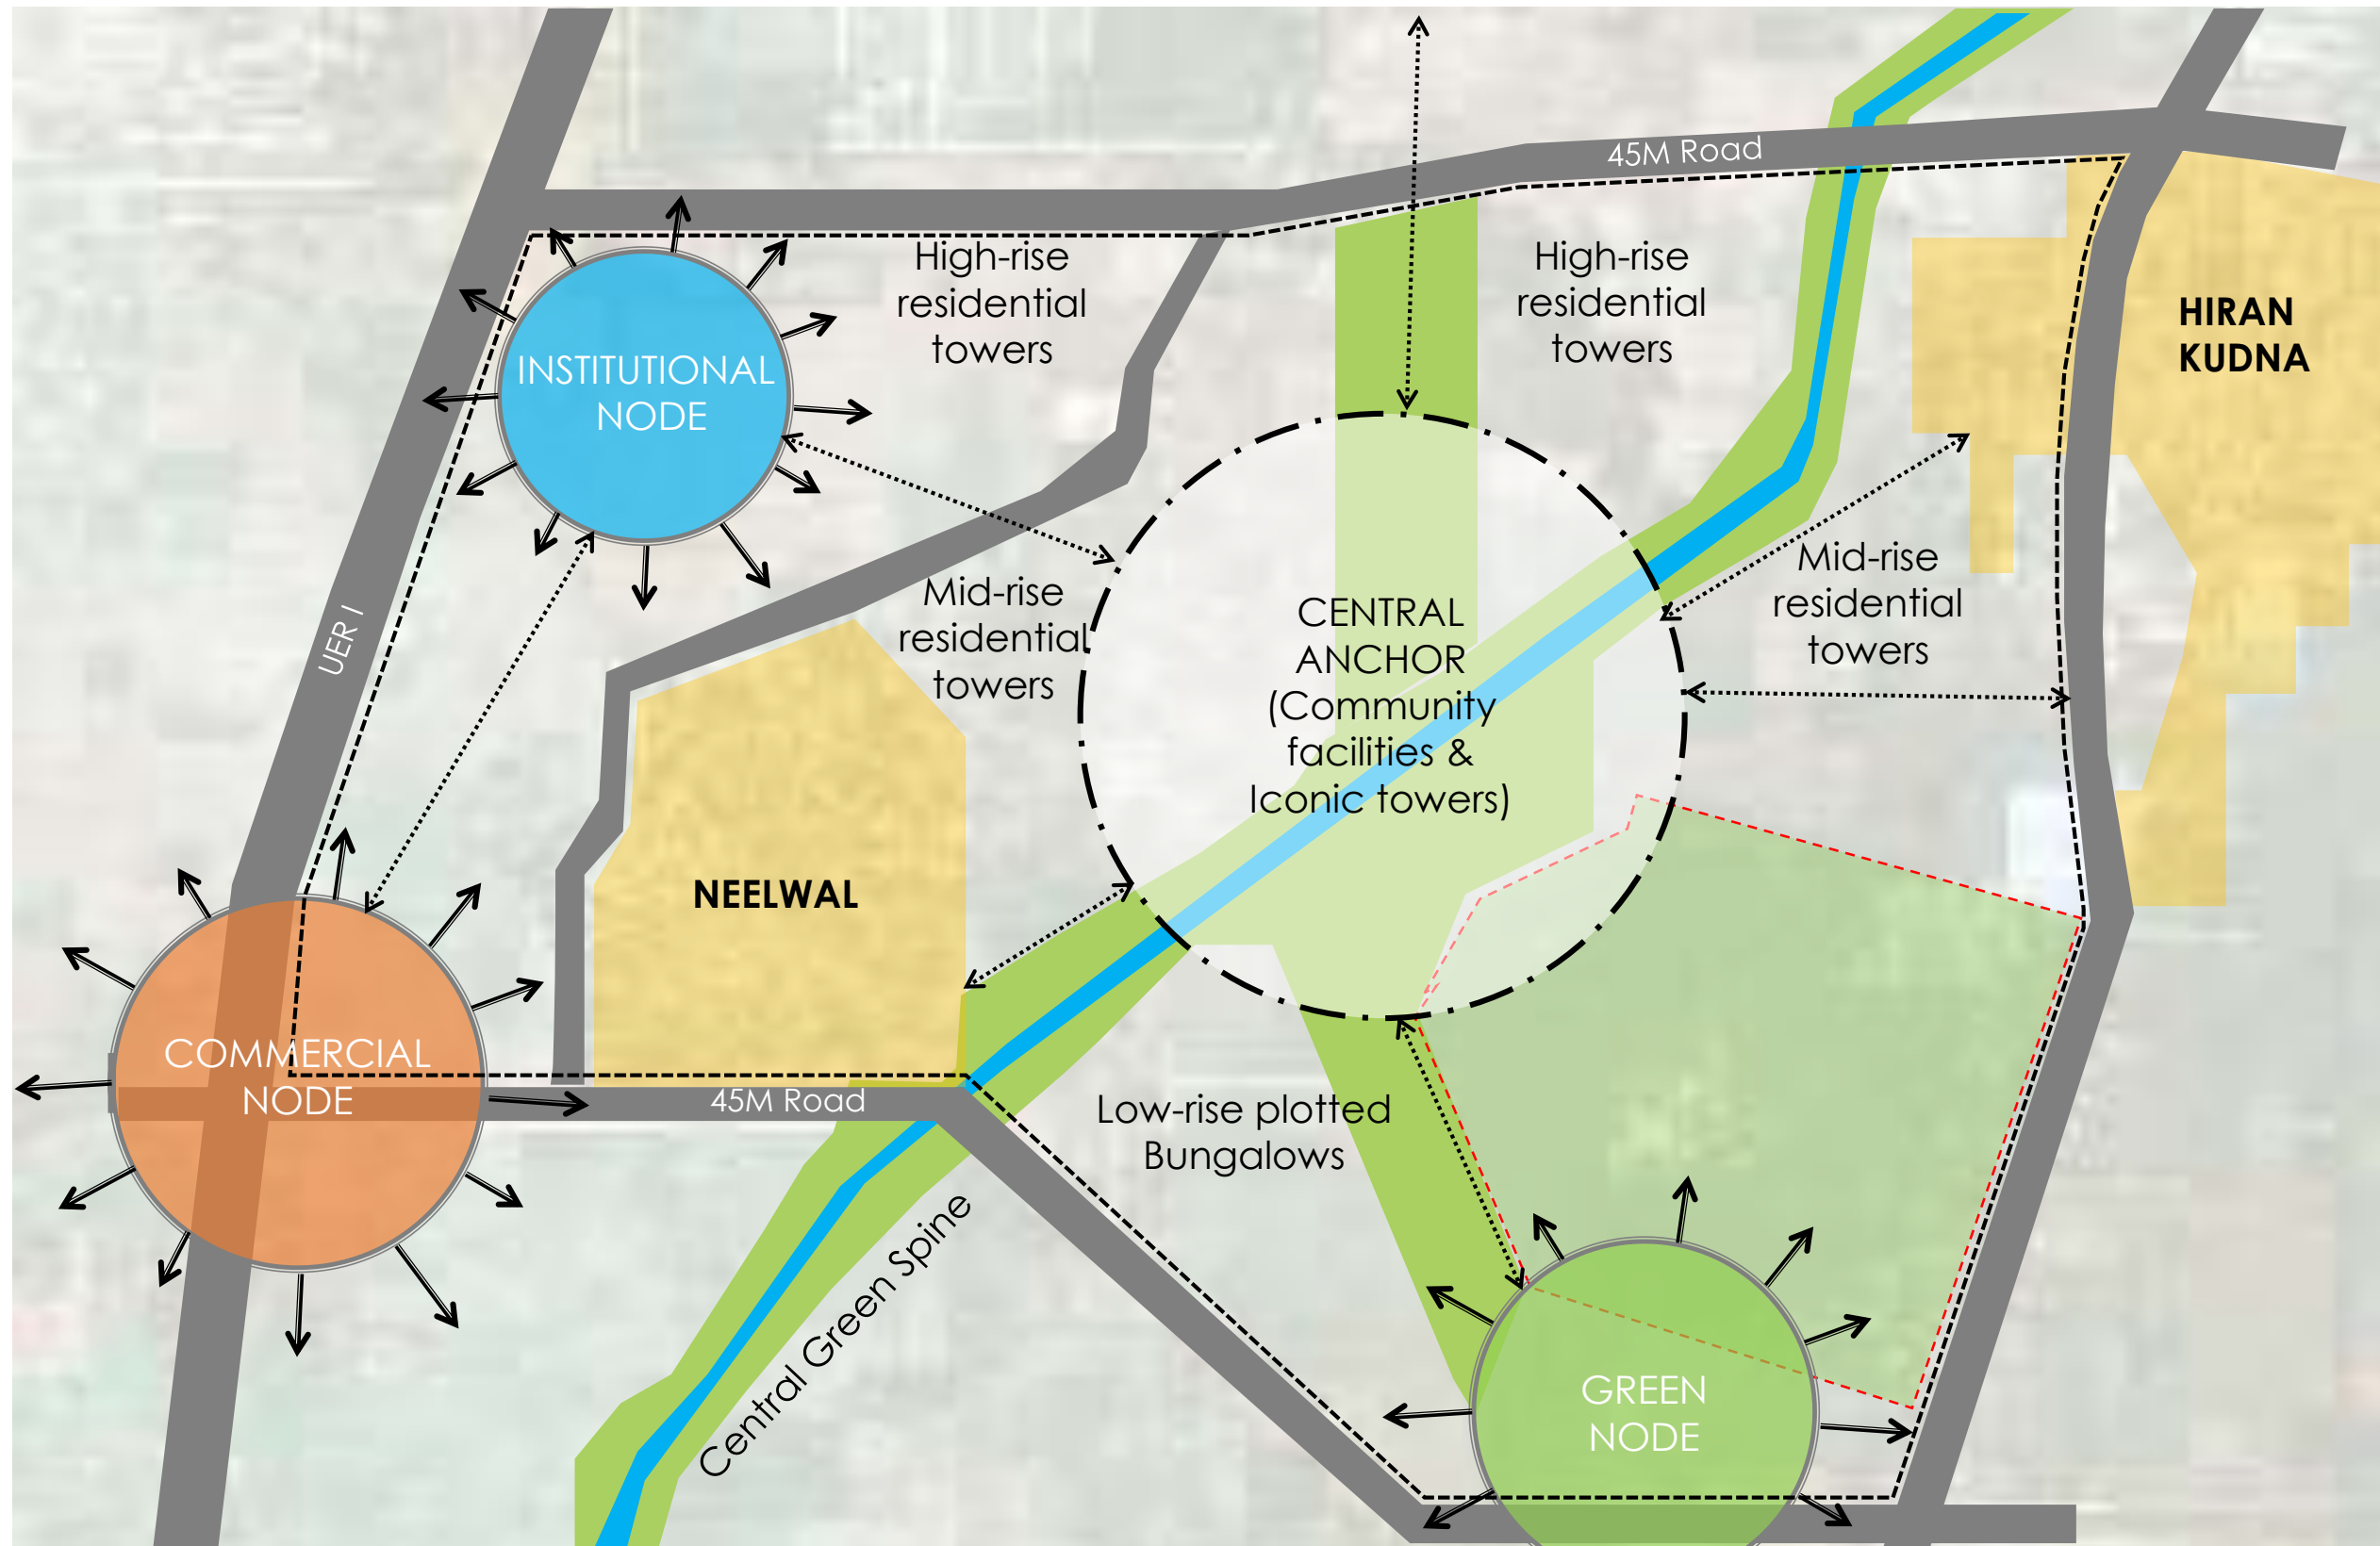 45M Road
High-rise
residential
towers
High-rise
residential
towers
HIRAN
KUDNA
INSTITUTIONAL
NODE
UER I
Mid-rise
residential
towers
CENTRAL
ANCHOR
(Community
facilities &
Iconic towers)
Mid-rise
residential
towers
NEELWAL
COMMERCIAL
NODE
45M Road
Low-rise plotted
Bungalows
Central Green Spine
GREEN
NODE